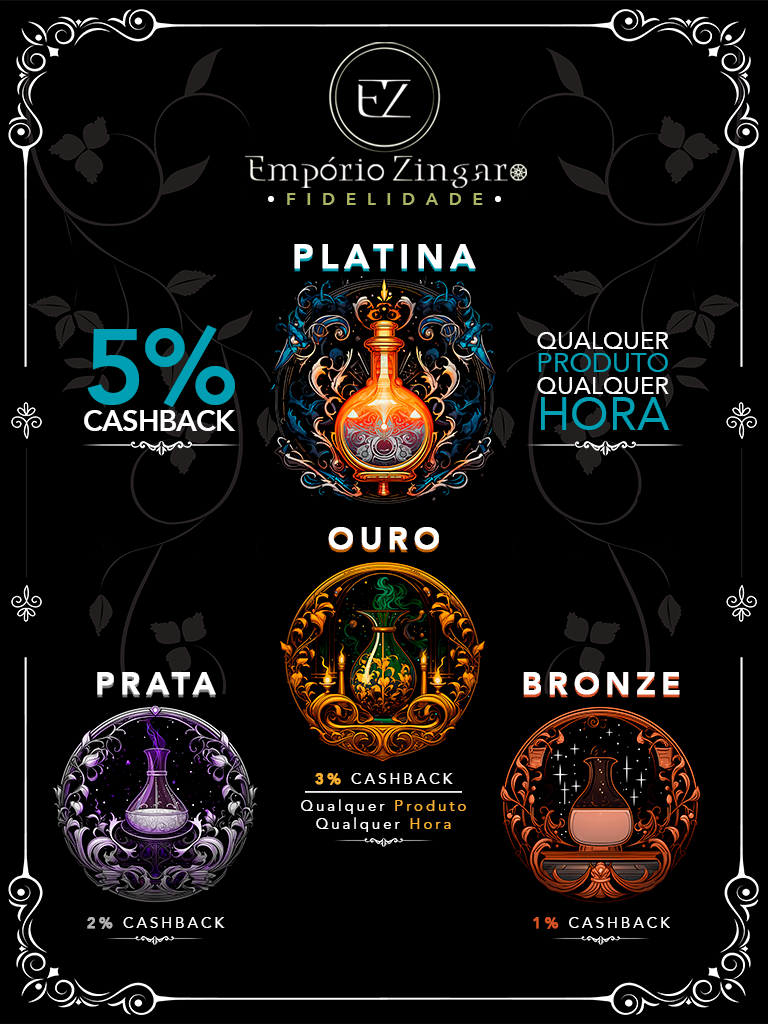 EZ
Empório Zingaro
• FIDELIDADE •
PLATINA
5%
CASHBACK
QUALQUER
PRODUTO
QUALQUER
HORA
OURO
3% CASHBACK
Qualquer Produto
Qualquer Hora
PRATA
2% CASHBACK
BRONZE
1% CASHBACK